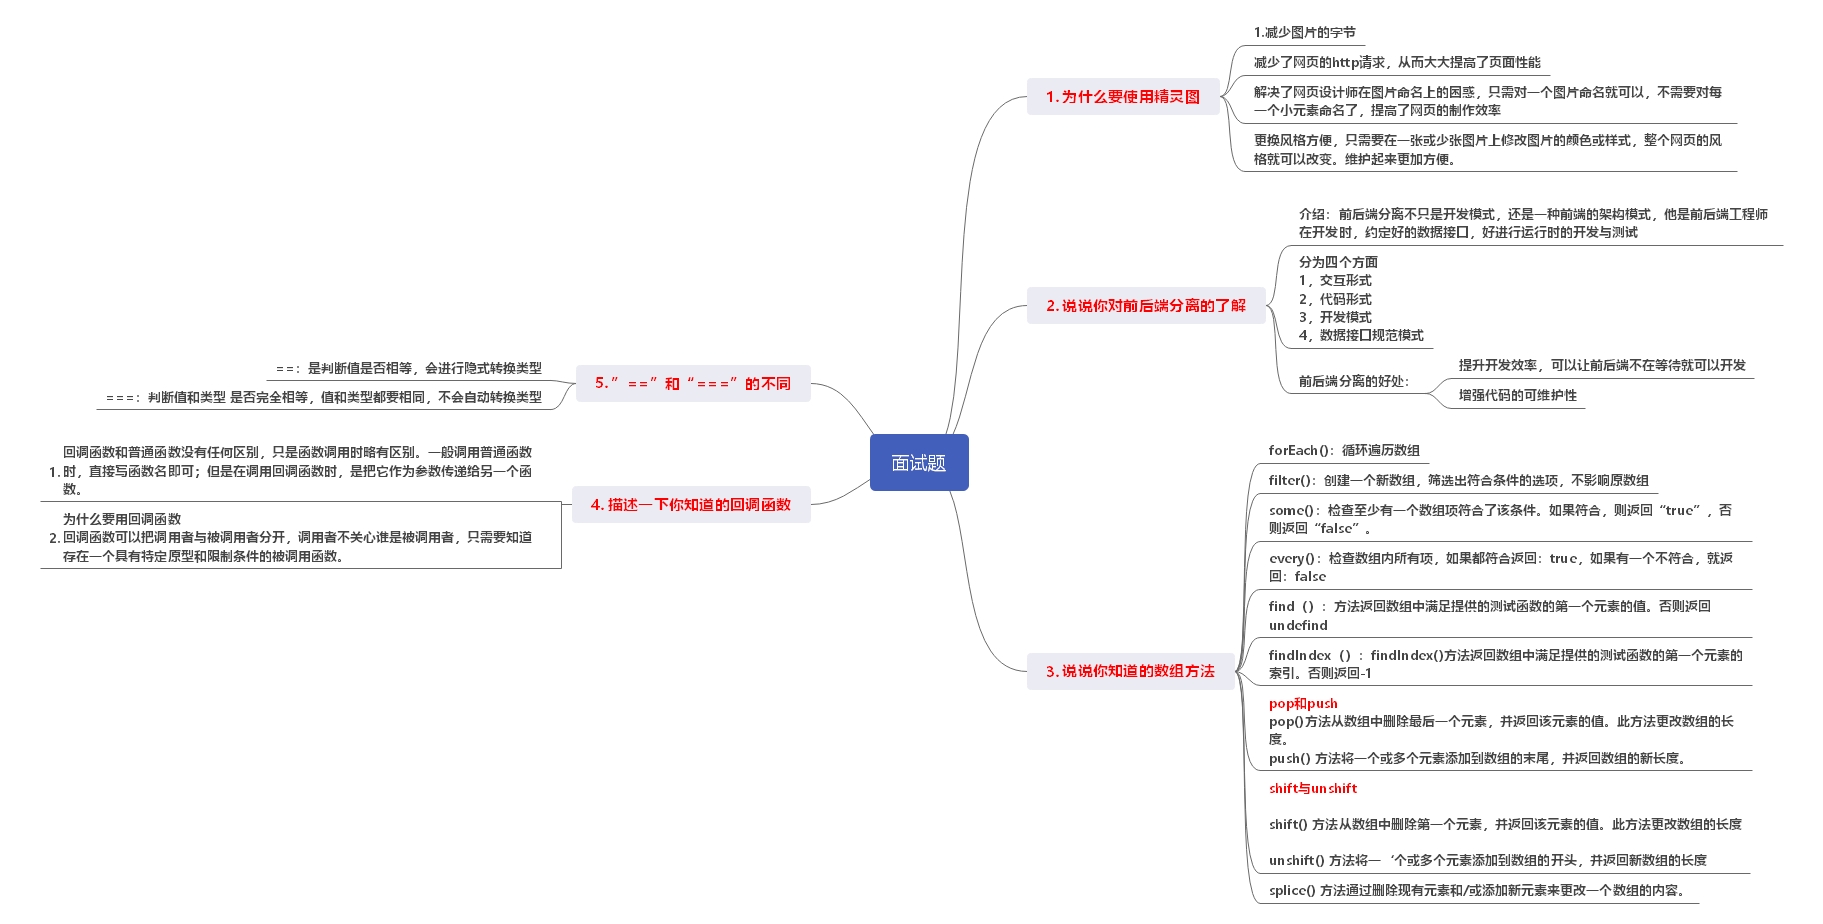 面试题
1.为什么要使用精灵图
1.减少图片的字节
减少了网页的http请求，从而大大提高了页面性能
解决了网页设计师在图片命名上的困惑，只需对一个图片命名就可以，不需要对每
一个小元素命名了，提高了网页的制作效率
更换风格方便，只需要在一张或少张图片上修改图片的颜色或样式，整个网页的风
格就可以改变。维护起来更加方便。
2.说说你对前后端分离的了解
介绍：前后端分离不只是开发模式，还是一种前端的架构模式，他是前后端工程师
在开发时，约定好的数据接口，好进行运行时的开发与测试
分为四个方面
1，交互形式
2，代码形式
3，开发模式
4，数据接口规范模式
前后端分离的好处：
提升开发效率，可以让前后端不在等待就可以开发
增强代码的可维护性
3.说说你知道的数组方法
forEach()：循环遍历数组
filter()：创建一个新数组，筛选出符合条件的选项，不影响原数组
some()：检查至少有一个数组项符合了该条件。如果符合，则返回“true”，否
则返回“false”。
every()：检查数组内所有项，如果都符合返回：true，如果有一个不符合，就返
回：false
find（）：方法返回数组中满足提供的测试函数的第一个元素的值。否则返回
undefind
findIndex（）：findIndex()方法返回数组中满足提供的测试函数的第一个元素的
索引。否则返回-1
pop和push
pop()方法从数组中删除最后一个元素，并返回该元素的值。此方法更改数组的长
度。
push() 方法将一个或多个元素添加到数组的末尾，并返回数组的新长度。
shift与unshift
shift() 方法从数组中删除第一个元素，并返回该元素的值。此方法更改数组的长度
unshift() 方法将一‘个或多个元素添加到数组的开头，并返回新数组的长度
splice() 方法通过删除现有元素和/或添加新元素来更改一个数组的内容。
4.描述一下你知道的回调函数
回调函数和普通函数没有任何区别，只是函数调用时略有区别。一般调用普通函数
1.时，直接写函数名即可；但是在调用回调函数时，是把它作为参数传递给另一个函
数。
为什么要用回调函数
2.回调函数可以把调用者与被调用者分开，调用者不关心谁是被调用者，只需要知道
存在一个具有特定原型和限制条件的被调用函数。
5.”==”和“===”的不同
==：是判断值是否相等，会进行隐式转换类型
===：判断值和类型 是否完全相等，值和类型都要相同，不会自动转换类型